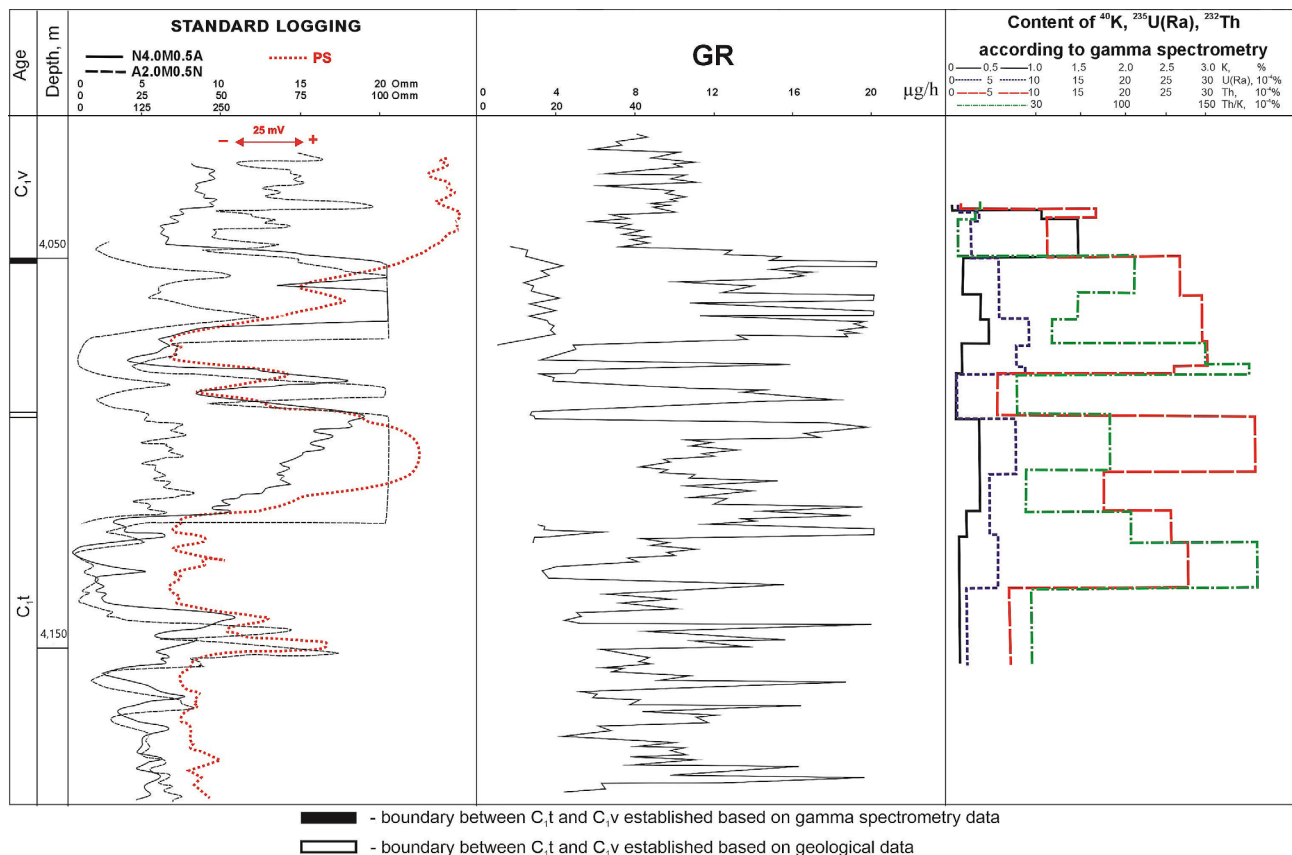 Age
Depth, m
STANDARD LOGGING
N4.0M0.5A
A2.0M0.5N
PS
0 5 10 15 20 Omm
0 125 250 75 100 Omm
25 mV
− +
GR
0 4 8 12 16 20 µg/h
0 20 40
Content of ⁴⁰K, ²³⁵U(Ra), ²³²Th
according to gamma spectrometry
0 0.5 1.0 1.5 2.0 2.5 3.0 K, %
0 5 10 15 20 25 30 U(Ra), 10⁻⁴%
0 5 10 15 20 25 30 Th, 10⁻⁴%
30 100 150 Th/K, 10⁻⁴%
C₁v
4,050
C₁t
4,150
- boundary between C₁t and C₁v established based on gamma spectrometry data
- boundary between C₁t and C₁v established based on geological data